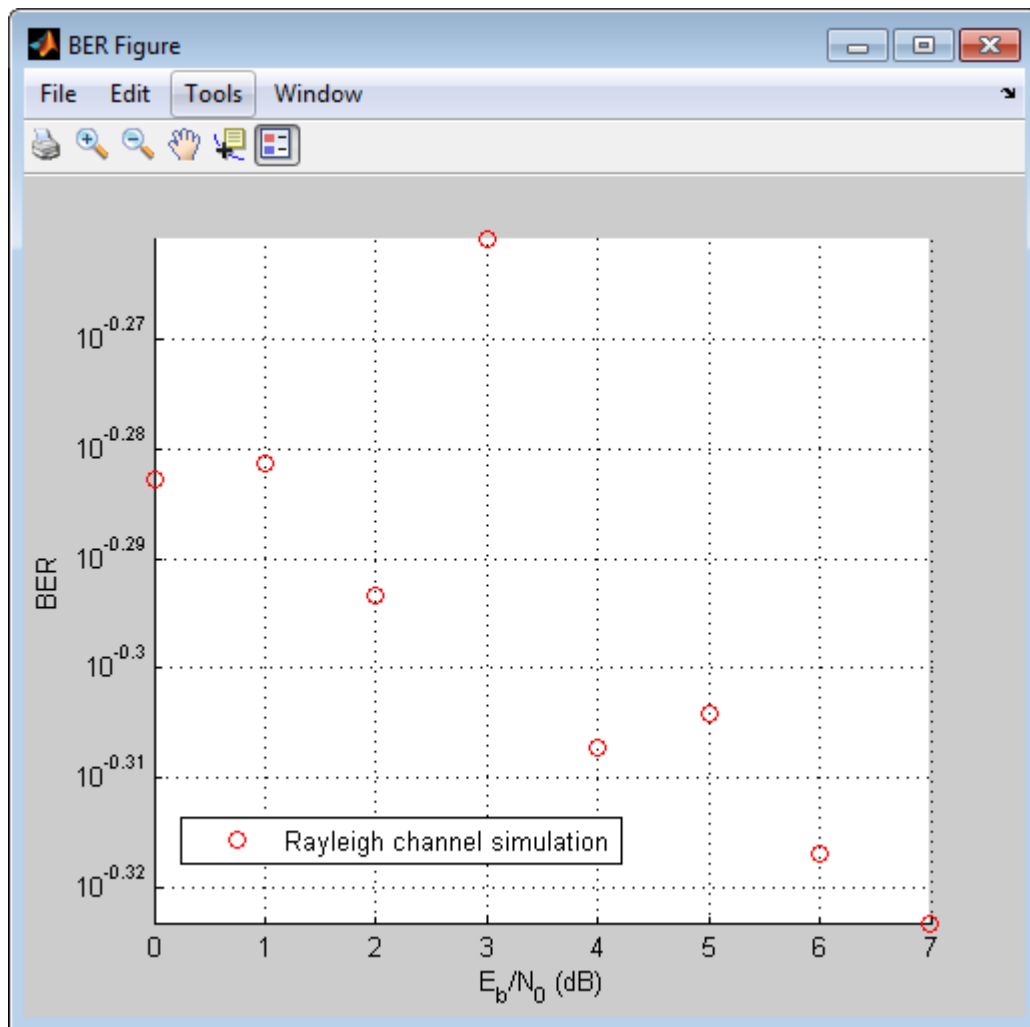 BER Figure
File Edit Tools Window
10^-0.27
10^-0.28
10^-0.29
10^-0.3
10^-0.31
10^-0.32
BER
Rayleigh channel simulation
0 1 2 3 4 5 6 7
E_b/N_0 (dB)